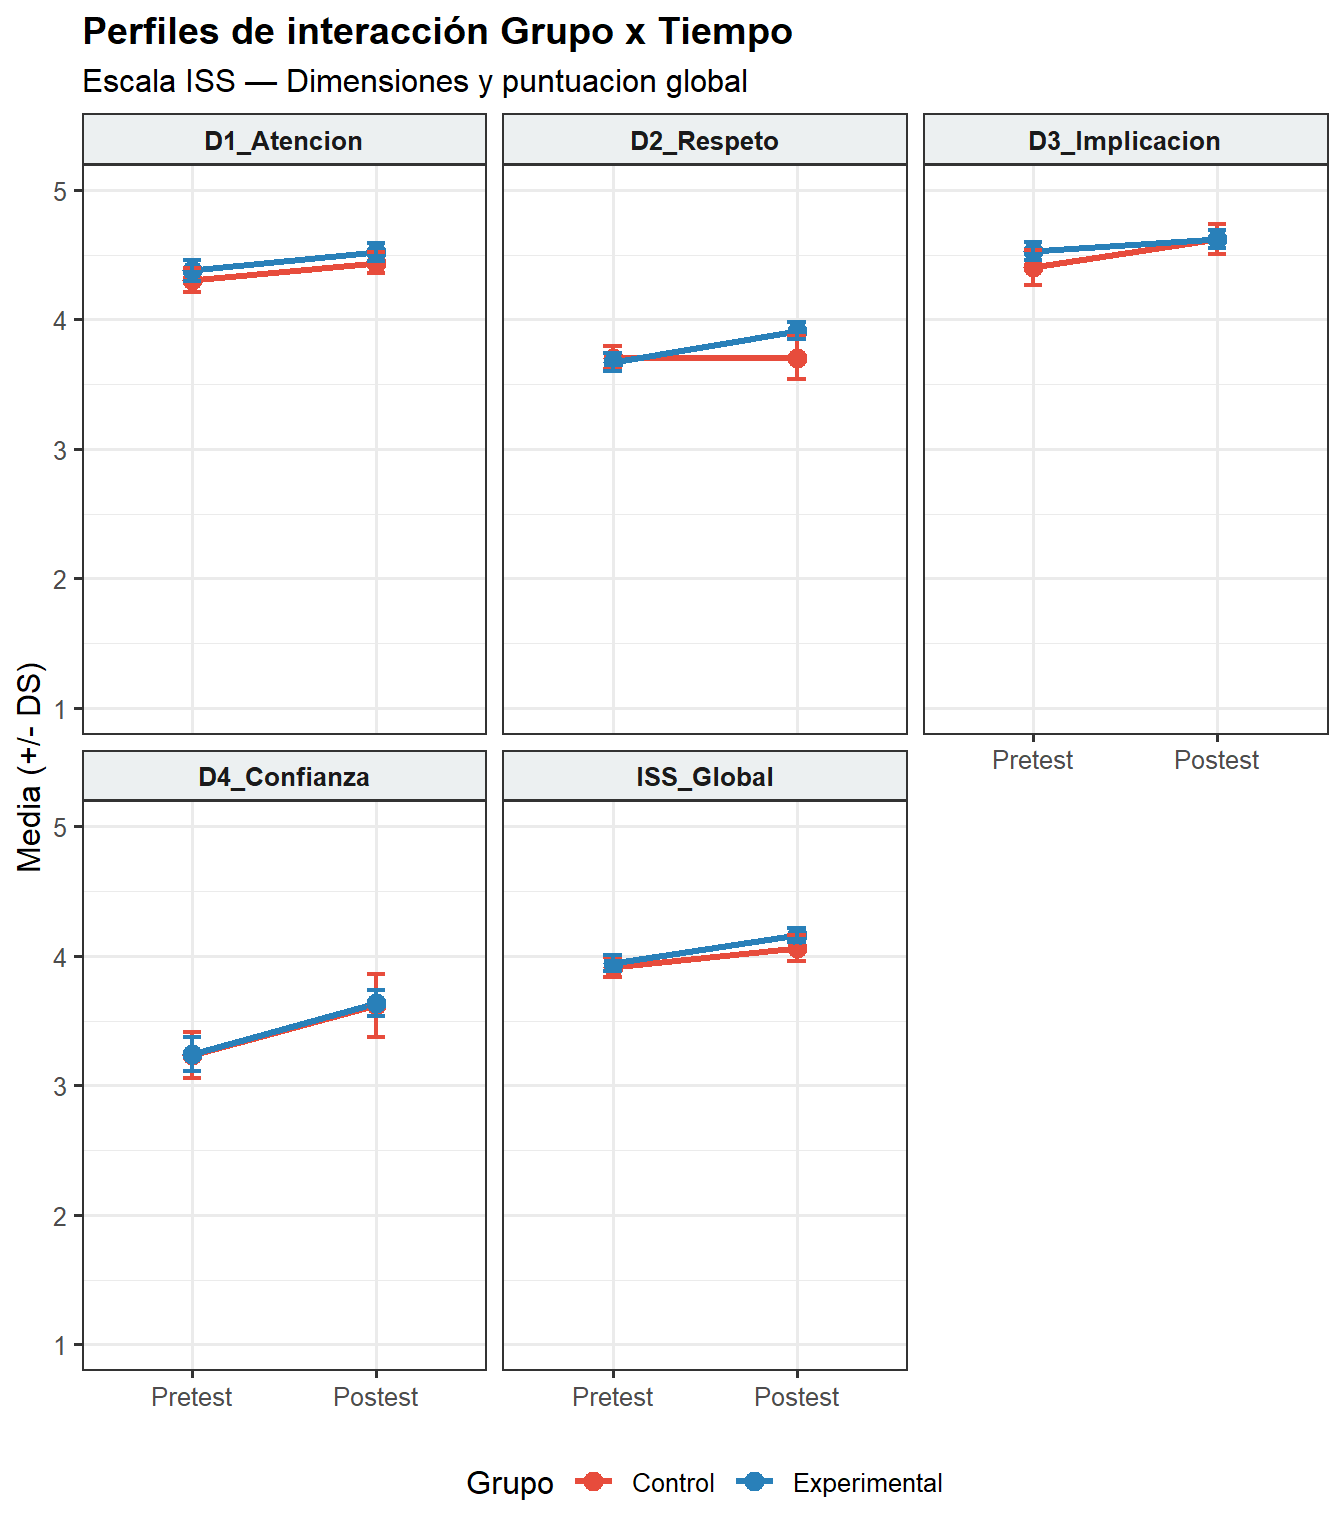 Perfiles de interacción Grupo x Tiempo
Escala ISS — Dimensiones y puntuacion global
D1_Atencion
D2_Respeto
D3_Implicacion
5
4
3
2
1
Pretest
Postest
D4_Confianza
ISS_Global
5
4
3
2
1
Pretest
Postest
Pretest
Postest
Media (+/- DS)
Grupo
Control
Experimental